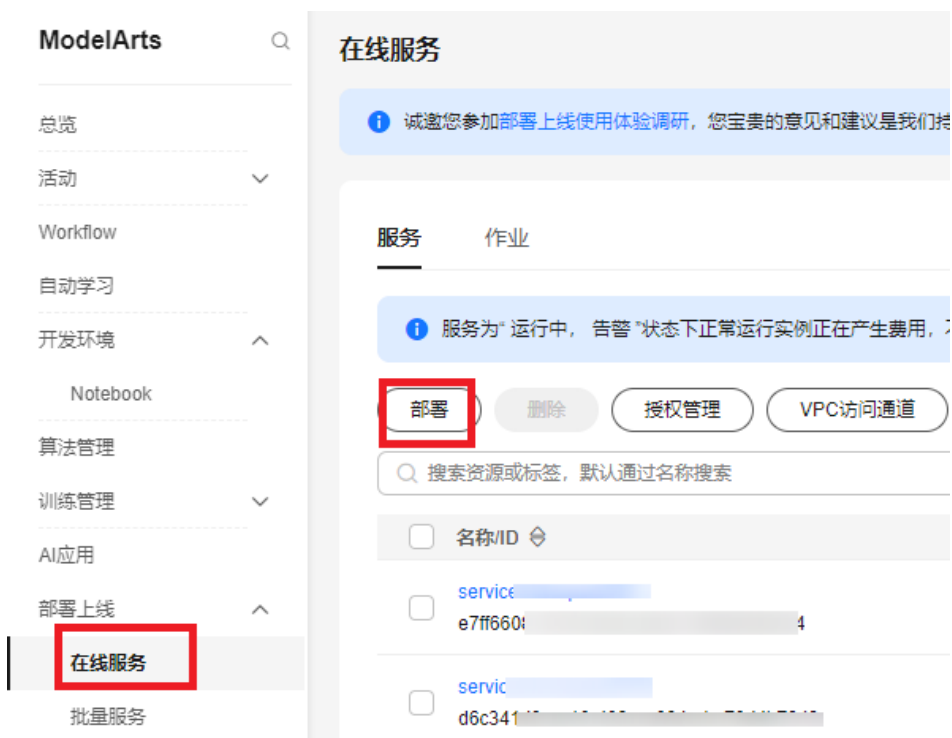 ModelArts
总览
活动
Workflow
自动学习
开发环境
Notebook
算法管理
训练管理
AI应用
部署上线
在线服务
批量服务
在线服务
诚邀您参加部署上线使用体验调研，您宝贵的意见和建议是我们持
服务 作业
服务为“ 运行中， 告警 ”状态下正常运行实例正在产生费用，
部署 删除 授权管理 VPC访问通道
搜索资源或标签，默认通过名称搜索
名称/ID
service
e7ff660
servic
d6c341